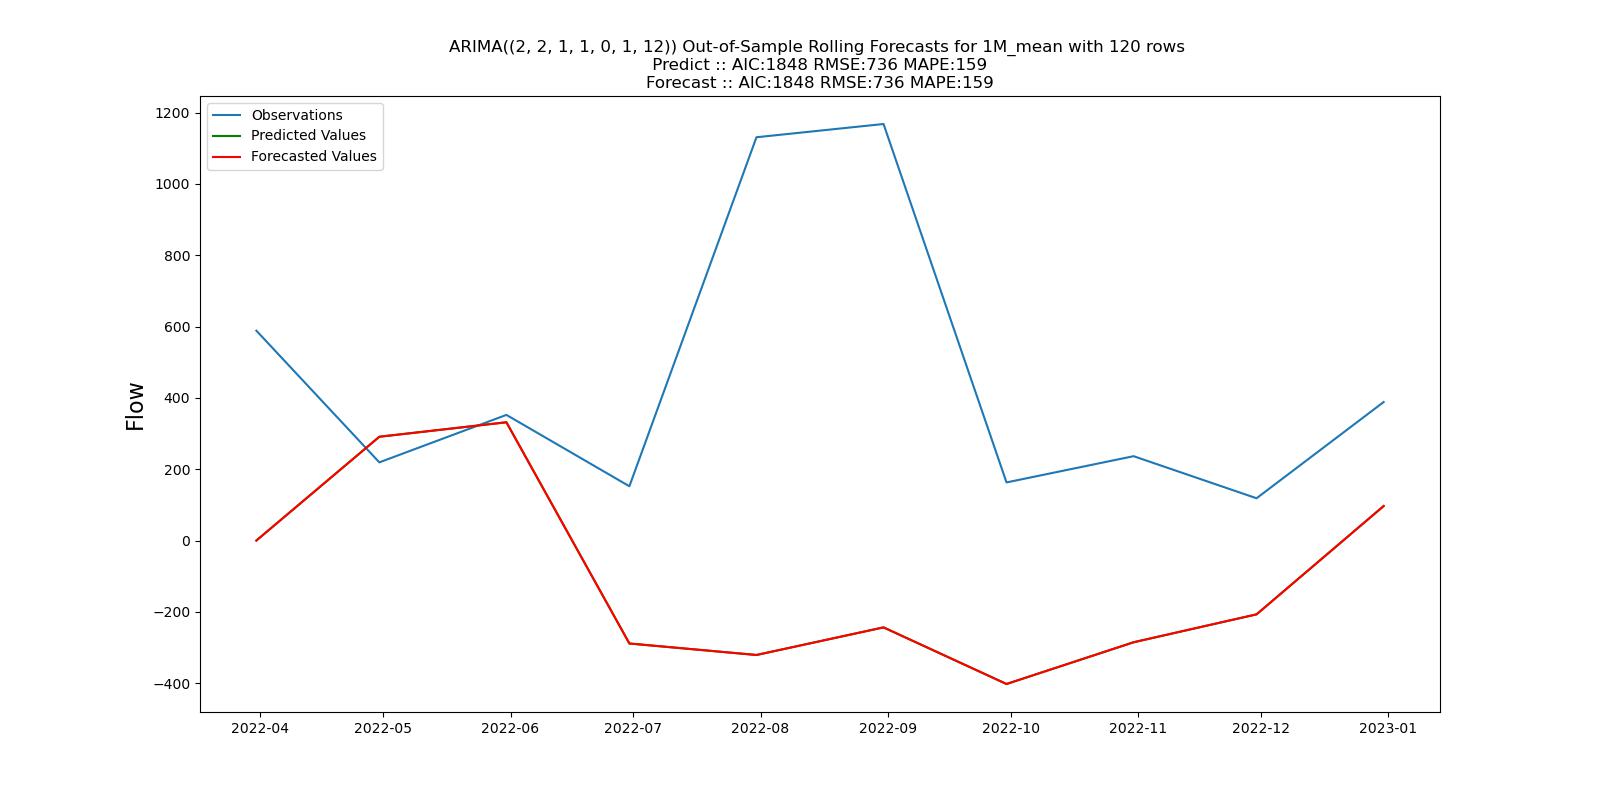 ARIMA((2, 2, 1, 1, 0, 1, 12)) Out-of-Sample Rolling Forecasts for 1M_mean with 120 rows
Predict :: AIC:1848 RMSE:736 MAPE:159
Forecast :: AIC:1848 RMSE:736 MAPE:159
Observations
Predicted Values
Forecasted Values
1200
1000
800
600
400
200
0
−200
−400
Flow
2022-04 2022-05 2022-06 2022-07 2022-08 2022-09 2022-10 2022-11 2022-12 2023-01